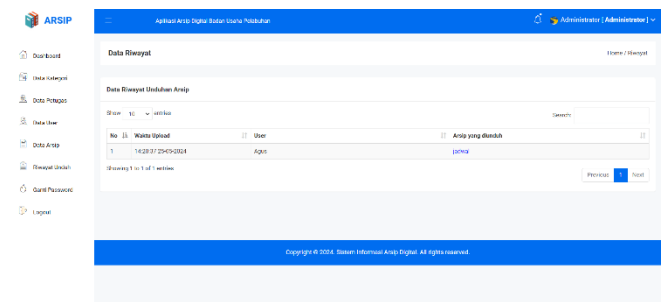 ARSIP
Aplikasi Arsip Digital Badan Usaha Pelabuhan
Administrator [ Administrator ]
Dashboard
Data Kategori
Data Petugas
Data User
Data Arsip
Riwayat Unduh
Ganti Password
Logout
Data Riwayat
Home / Riwayat
Data Riwayat Unduhan Arsip
Show 10 entries
Search:
No Waktu Upload User Arsip yang diunduh
1 14:28:37 25-05-2024 Agus jadwal
Showing 1 to 1 of 1 entries
Previous 1 Next
Copyright © 2024. Sistem Informasi Arsip Digital. All rights reserved.